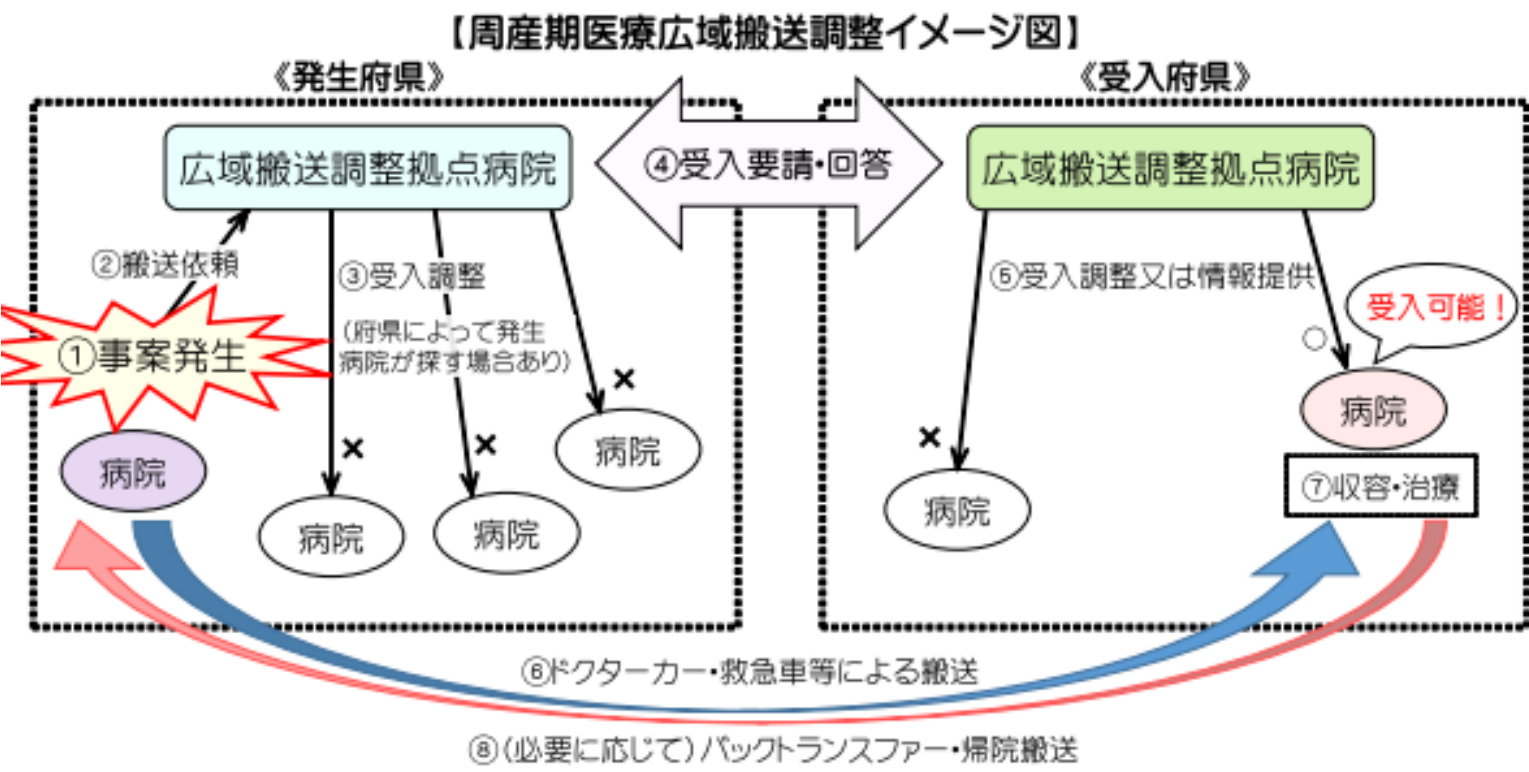 【周産期医療広域搬送調整イメージ図】
《発生府県》
《受入府県》
広域搬送調整拠点病院
④受入要請・回答
広域搬送調整拠点病院
②搬送依頼
③受入調整
(府県によって発生
病院が探す場合あり)
①事案発生
⑤受入調整又は情報提供
受入可能！
○
×
×
×
×
病院
病院
病院
病院
病院
病院
⑦収容・治療
⑥ドクターカー・救急車等による搬送
⑧(必要に応じて)バックトランスファー・帰院搬送